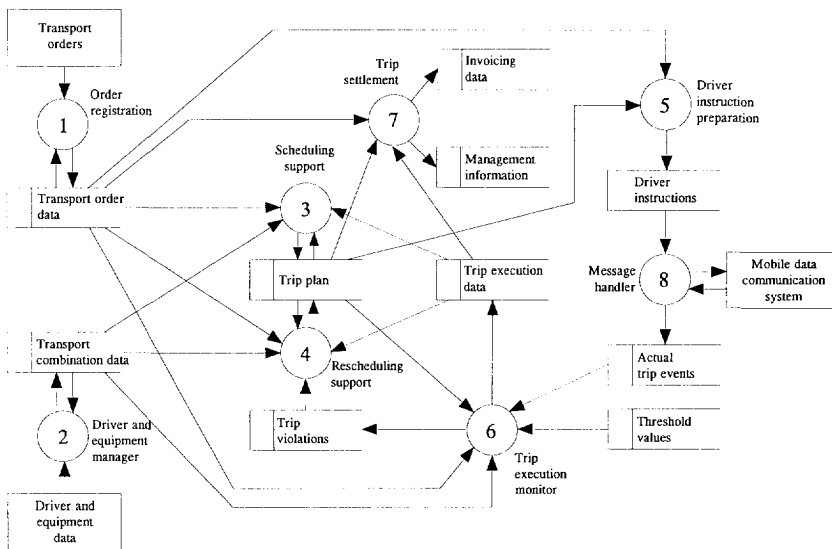 Transport
orders
Order
registration
1
Transport order
data
Transport
combination data
2
Driver and
equipment
manager
Driver and
equipment
data
Scheduling
support
3
Trip plan
4
Rescheduling
support
Trip
violations
Trip
settlement
7
Invoicing
data
Management
information
Trip execution
data
6
Trip
execution
monitor
5
Driver
instruction
preparation
Driver
instructions
Message
handler
8
Mobile data
communication
system
Actual
trip events
Threshold
values